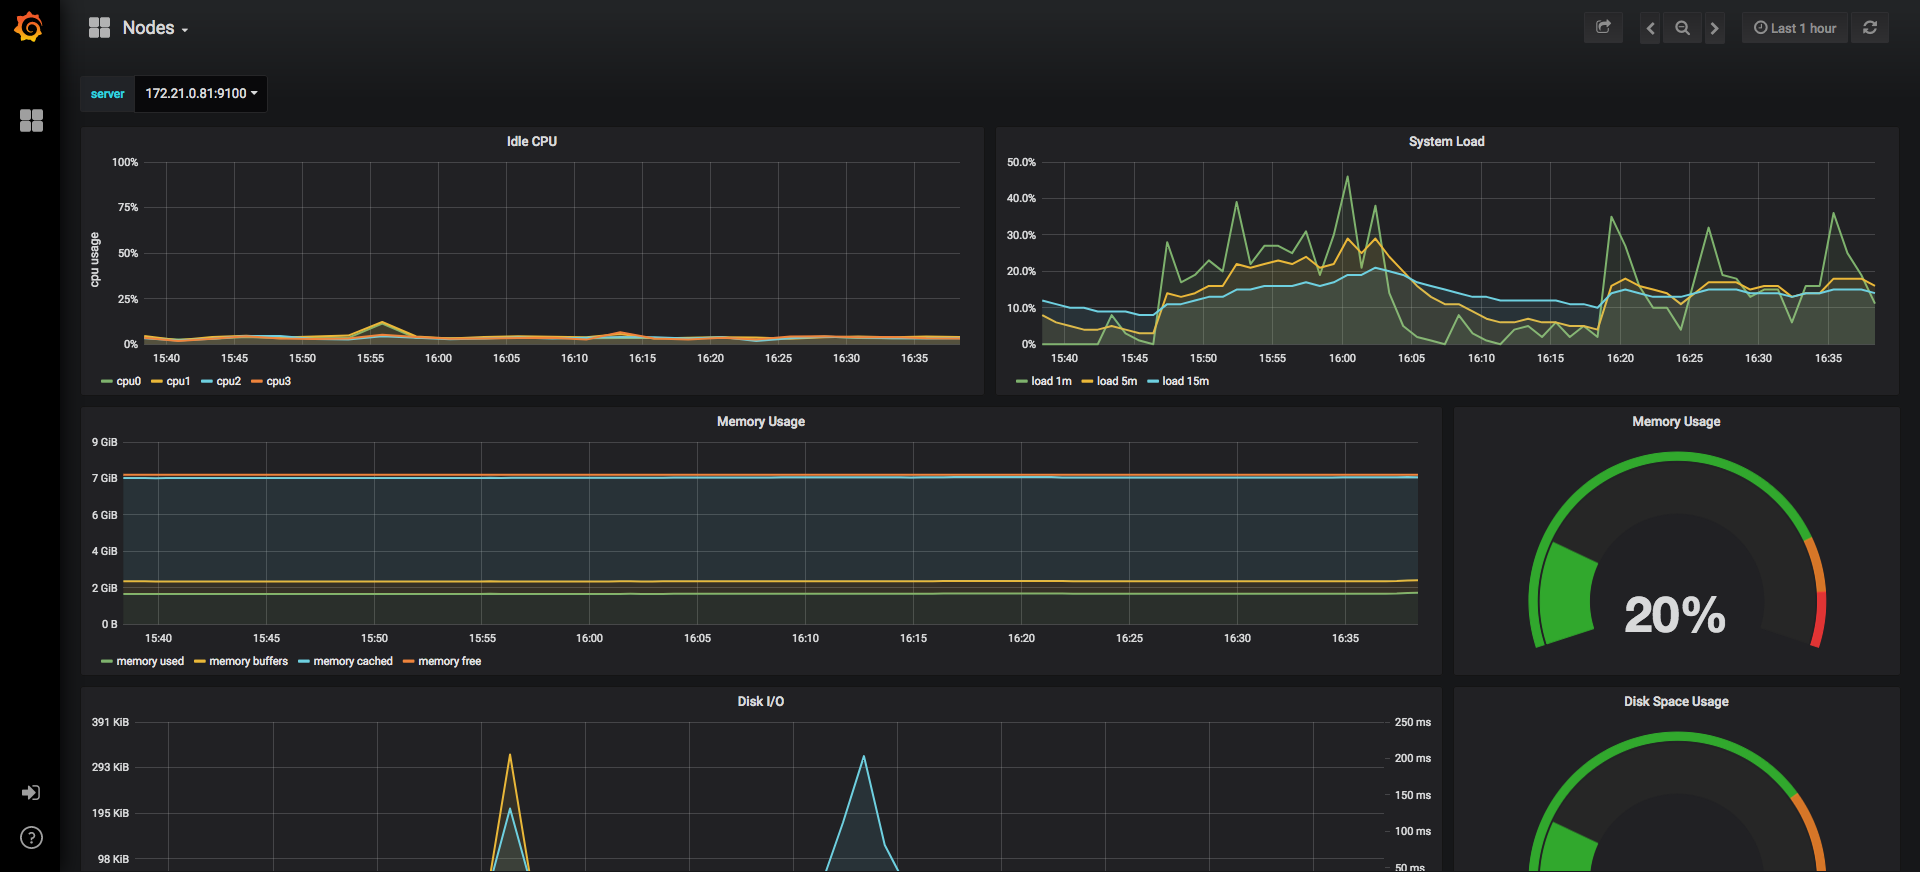 Nodes
Last 1 hour
server 172.21.0.81:9100
Idle CPU
100%
75%
50%
25%
0%
cpu usage
15:40 15:45 15:50 15:55 16:00 16:05 16:10 16:15 16:20 16:25 16:30 16:35
cpu0 cpu1 cpu2 cpu3
System Load
50.0%
40.0%
30.0%
20.0%
10.0%
0%
15:40 15:45 15:50 15:55 16:00 16:05 16:10 16:15 16:20 16:25 16:30 16:35
load 1m load 5m load 15m
Memory Usage
9 GiB
7 GiB
6 GiB
4 GiB
2 GiB
0 B
15:40 15:45 15:50 15:55 16:00 16:05 16:10 16:15 16:20 16:25 16:30 16:35
memory used memory buffers memory cached memory free
Memory Usage
20%
Disk I/O
391 KiB
293 KiB
195 KiB
98 KiB
250 ms
200 ms
150 ms
100 ms
50 ms
Disk Space Usage
?